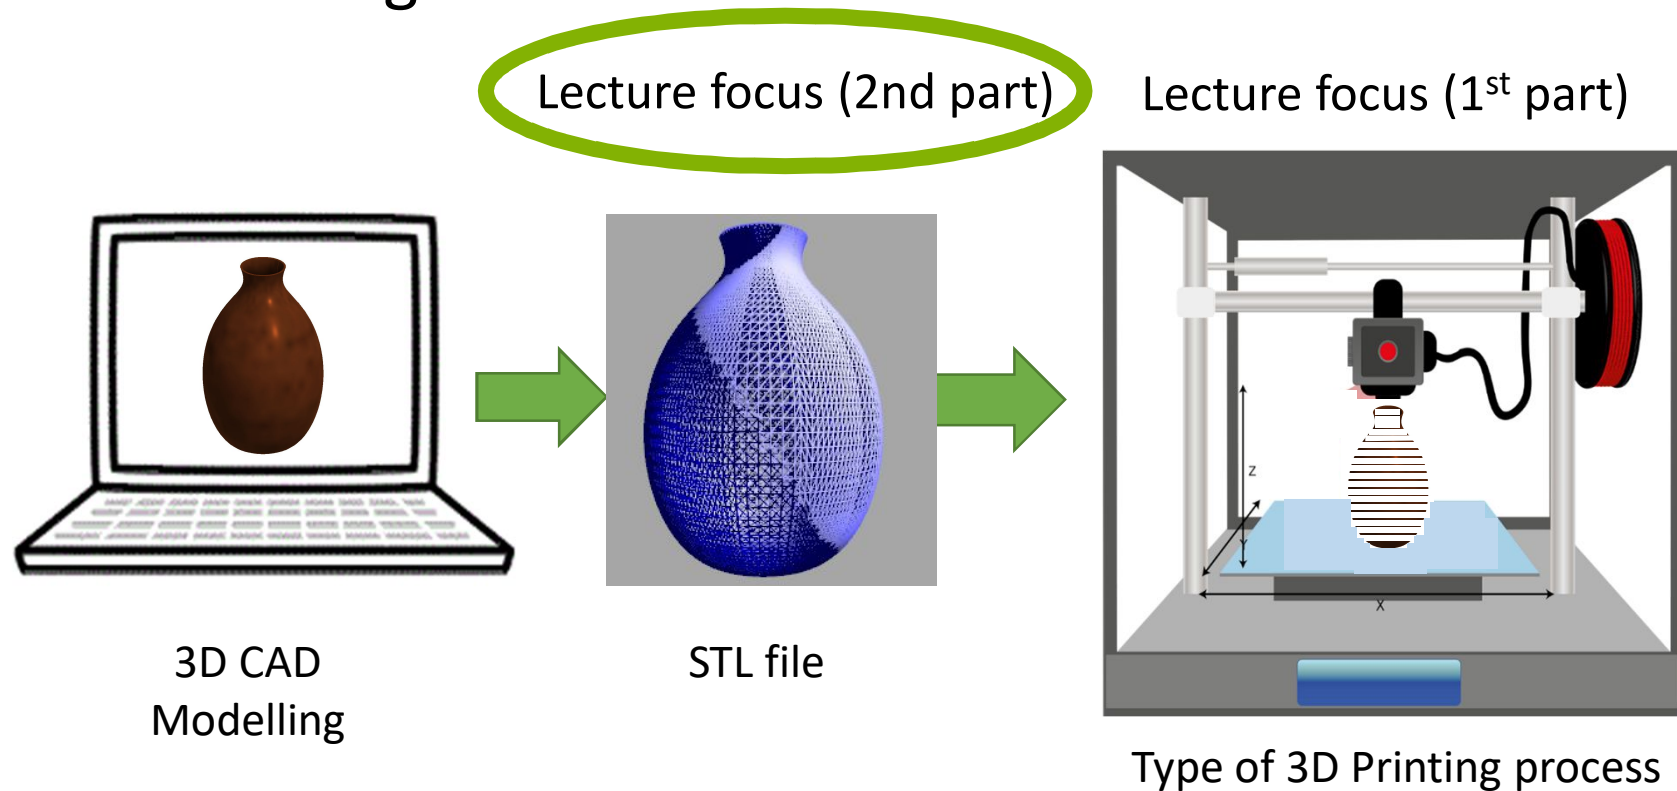 Lecture focus (2nd part)
Lecture focus (1st part)
Z
X
3D CAD
Modelling
STL file
Type of 3D Printing process